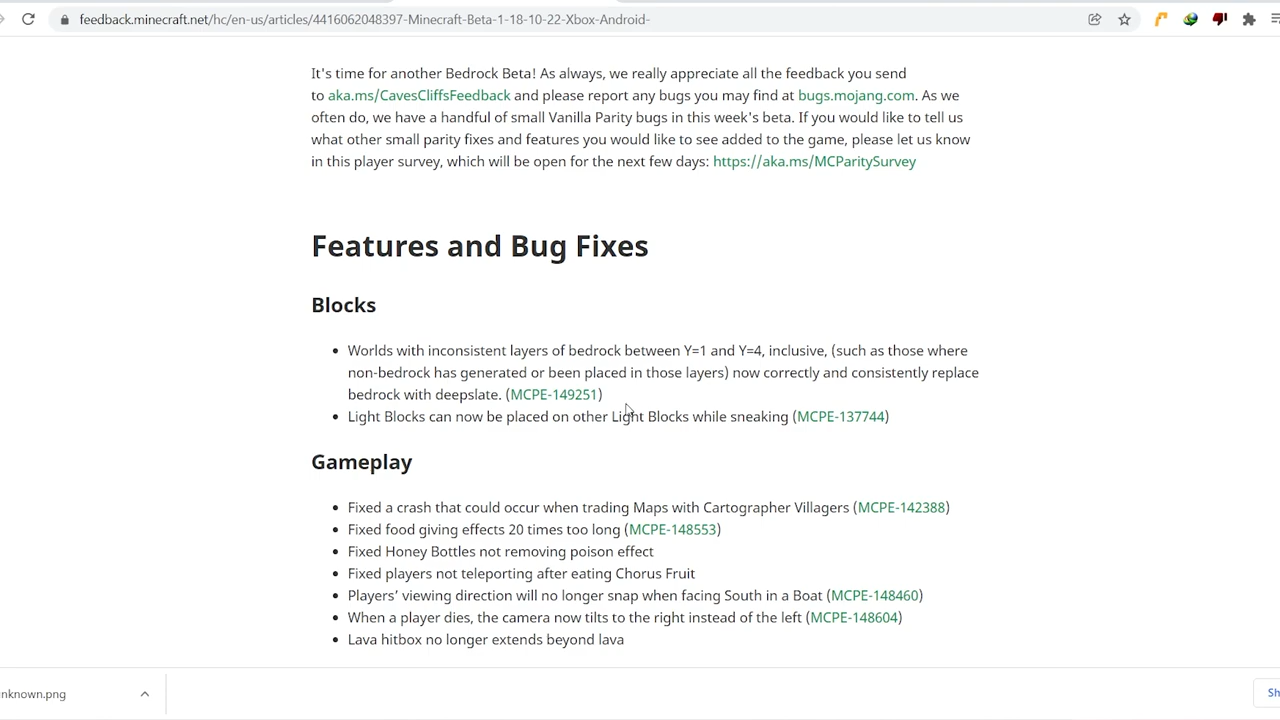 feedback.minecraft.net/hc/en-us/articles/4416062048397-Minecraft-Beta-1-18-10-22-Xbox-Android-
It's time for another Bedrock Beta! As always, we really appreciate all the feedback you send
to aka.ms/CavesCliffsFeedback and please report any bugs you may find at bugs.mojang.com. As we
often do, we have a handful of small Vanilla Parity bugs in this week's beta. If you would like to tell us
what other small parity fixes and features you would like to see added to the game, please let us know
in this player survey, which will be open for the next few days: https://aka.ms/MCParitySurvey
Features and Bug Fixes
Blocks
• Worlds with inconsistent layers of bedrock between Y=1 and Y=4, inclusive, (such as those where
non-bedrock has generated or been placed in those layers) now correctly and consistently replace
bedrock with deepslate. (MCPE-149251)
• Light Blocks can now be placed on other Light Blocks while sneaking (MCPE-137744)
Gameplay
• Fixed a crash that could occur when trading Maps with Cartographer Villagers (MCPE-142388)
• Fixed food giving effects 20 times too long (MCPE-148553)
• Fixed Honey Bottles not removing poison effect
• Fixed players not teleporting after eating Chorus Fruit
• Players’ viewing direction will no longer snap when facing South in a Boat (MCPE-148460)
• When a player dies, the camera now tilts to the right instead of the left (MCPE-148604)
• Lava hitbox no longer extends beyond lava
nknown.png
Sh